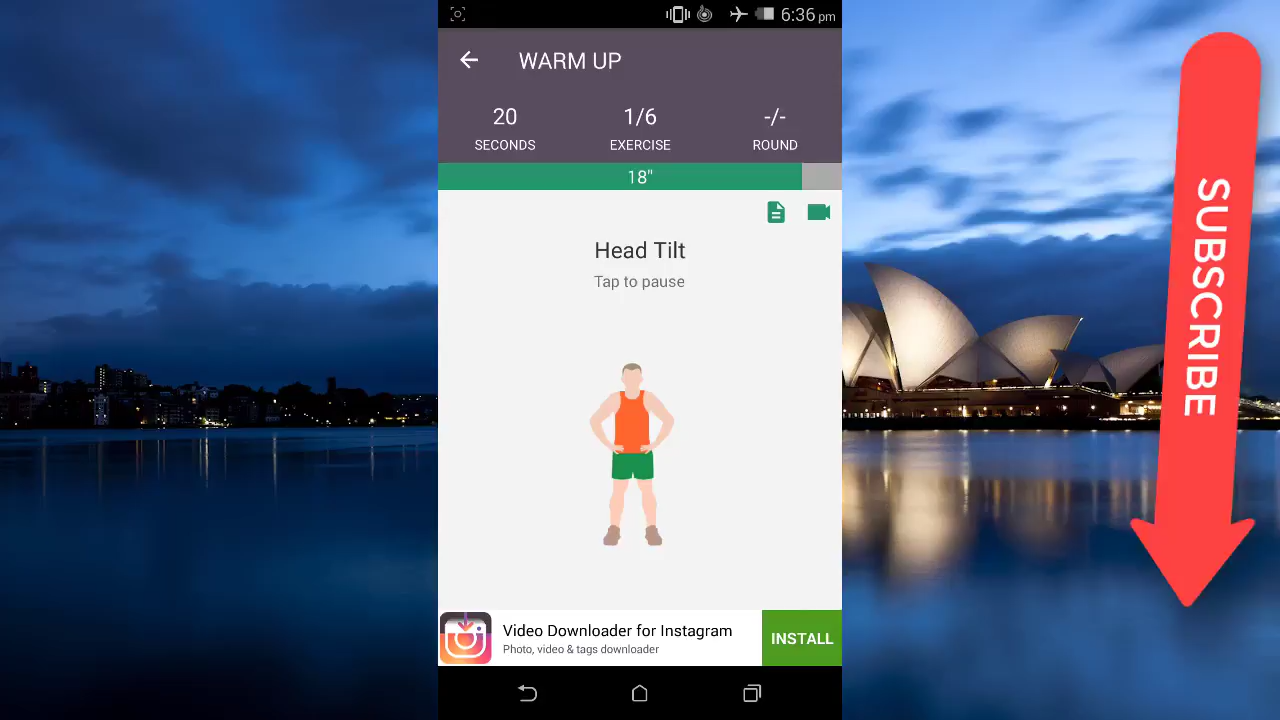 6:36 pm
WARM UP
20 1/6 -/-
SECONDS EXERCISE ROUND
18"
Head Tilt
Tap to pause
Video Downloader for Instagram
Photo, video & tags downloader
INSTALL
SUBSCRIBE